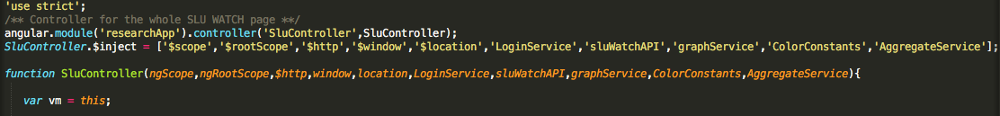 'use strict';
/** Controller for the whole SLU WATCH page **/
angular.module('researchApp').controller('SluController',SluController);
SluController.$inject = ['$scope','$rootScope','$http','$window','$location','LoginService','sluWatchAPI','graphService','ColorConstants','AggregateService'];
function SluController(ngScope,ngRootScope,$http,window,location,LoginService,sluWatchAPI,graphService,ColorConstants,AggregateService){
var vm = this;